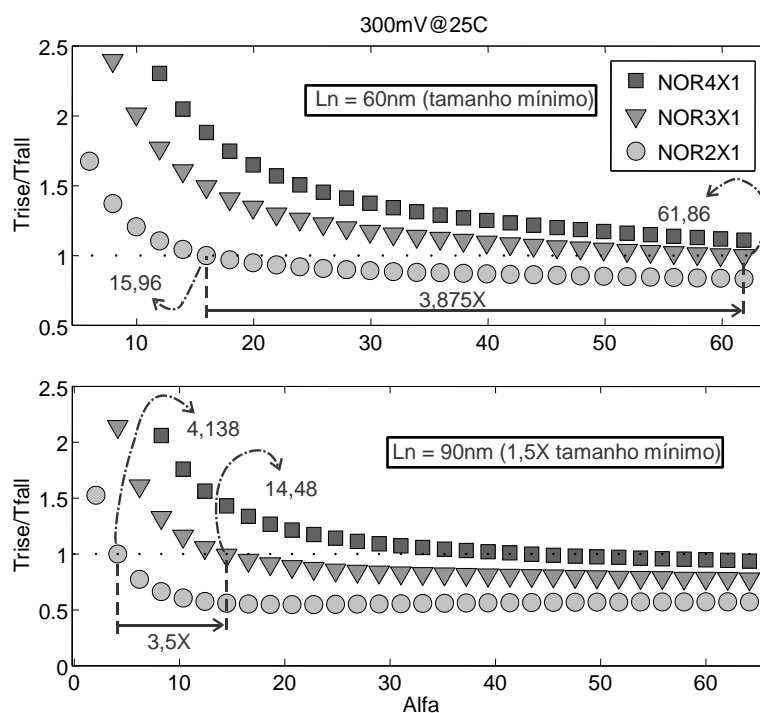 300mV@25C
Trise/Tfall
2.5
2
1.5
1
0.5
Ln = 60nm (tamanho mínimo)
NOR4X1
NOR3X1
NOR2X1
61,86
15,96
3,875X
10
20
30
40
50
60
Trise/Tfall
2.5
2
1.5
1
0.5
0
4,138
14,48
Ln = 90nm (1,5X tamanho mínimo)
3,5X
0
10
20
30
40
50
60
Alfa